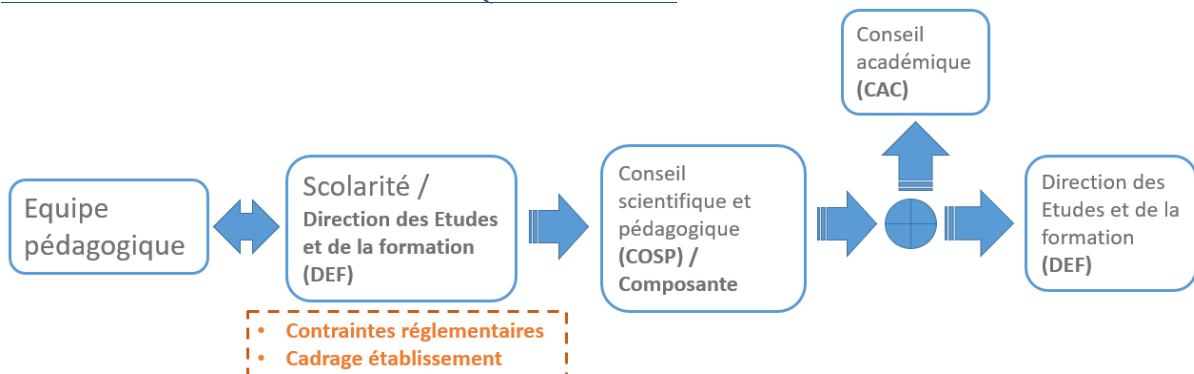 Equipe
pédagogique
Scolarité /
Direction des Etudes
et de la formation
(DEF)
• Contraintes réglementaires
• Cadrage établissement
Conseil
scientifique et
pédagogique
(COSP) /
Composante
Conseil
académique
(CAC)
Direction des
Etudes et de la
formation
(DEF)